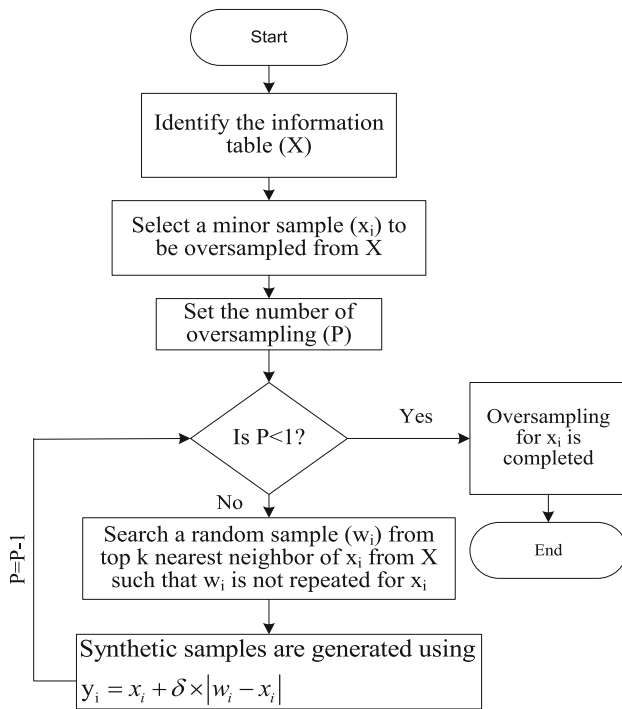 Start
Identify the information
table (X)
Select a minor sample (xᵢ) to
be oversampled from X
Set the number of
oversampling (P)
Is P<1?
Yes
Oversampling
for xᵢ is
completed
End
No
Search a random sample (wᵢ) from
top k nearest neighbor of xᵢ from X
such that wᵢ is not repeated for xᵢ
P=P-1
Synthetic samples are generated using
yᵢ = xᵢ + δ × |wᵢ − xᵢ|